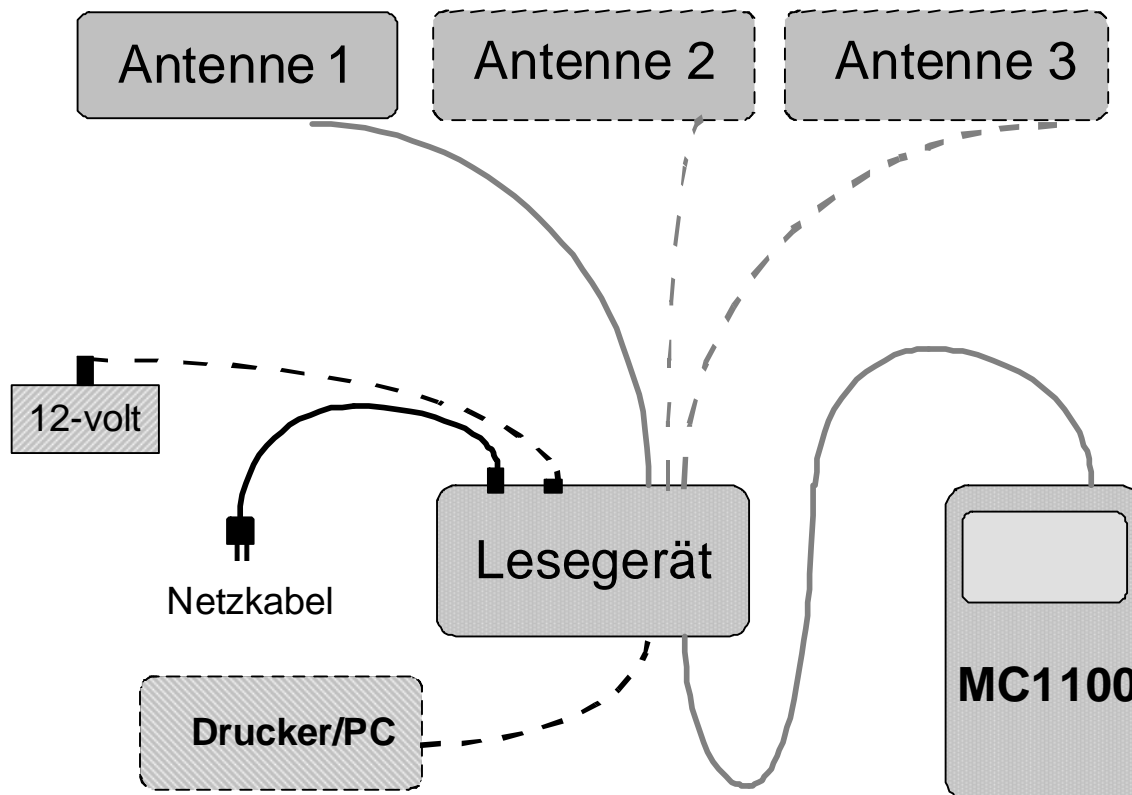 Antenne 1
Antenne 2
Antenne 3
12-volt
Lesegerät
Netzkabel
MC1100
Drucker/PC